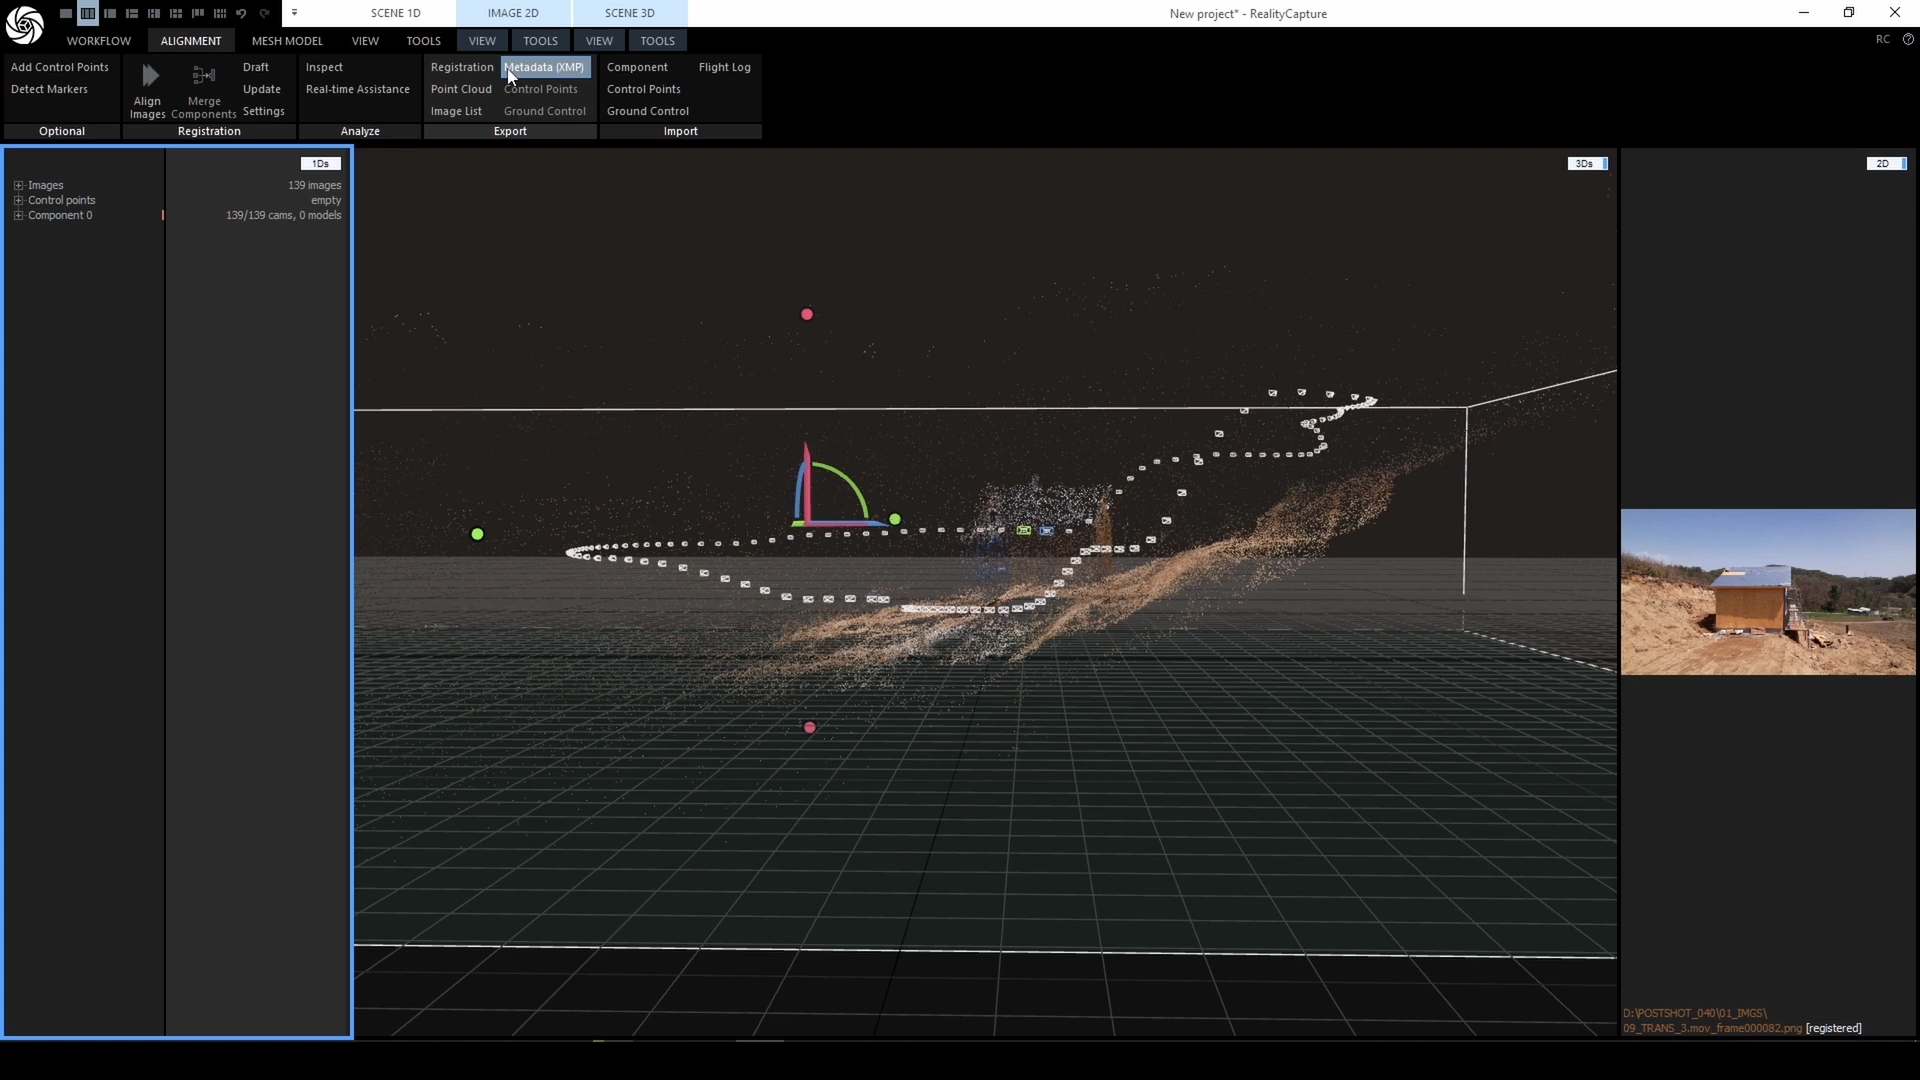 SCENE 1D IMAGE 2D SCENE 3D New project* - RealityCapture
WORKFLOW ALIGNMENT MESH MODEL VIEW TOOLS VIEW TOOLS VIEW TOOLS RC
Add Control Points Draft Inspect Registration Metadata (XMP) Component Flight Log
Detect Markers Update Real-time Assistance Point Cloud Control Points Control Points
Align Images Merge Components Settings Image List Ground Control Ground Control
Optional Registration Analyze Export Import
1Ds 3Ds 2D
Images 139 images
Control points empty
Component 0 139/139 cams, 0 models
D:\POSTSHOT_040\01_IMGS\
09_TRANS_3.mov_frame000082.png [registered]